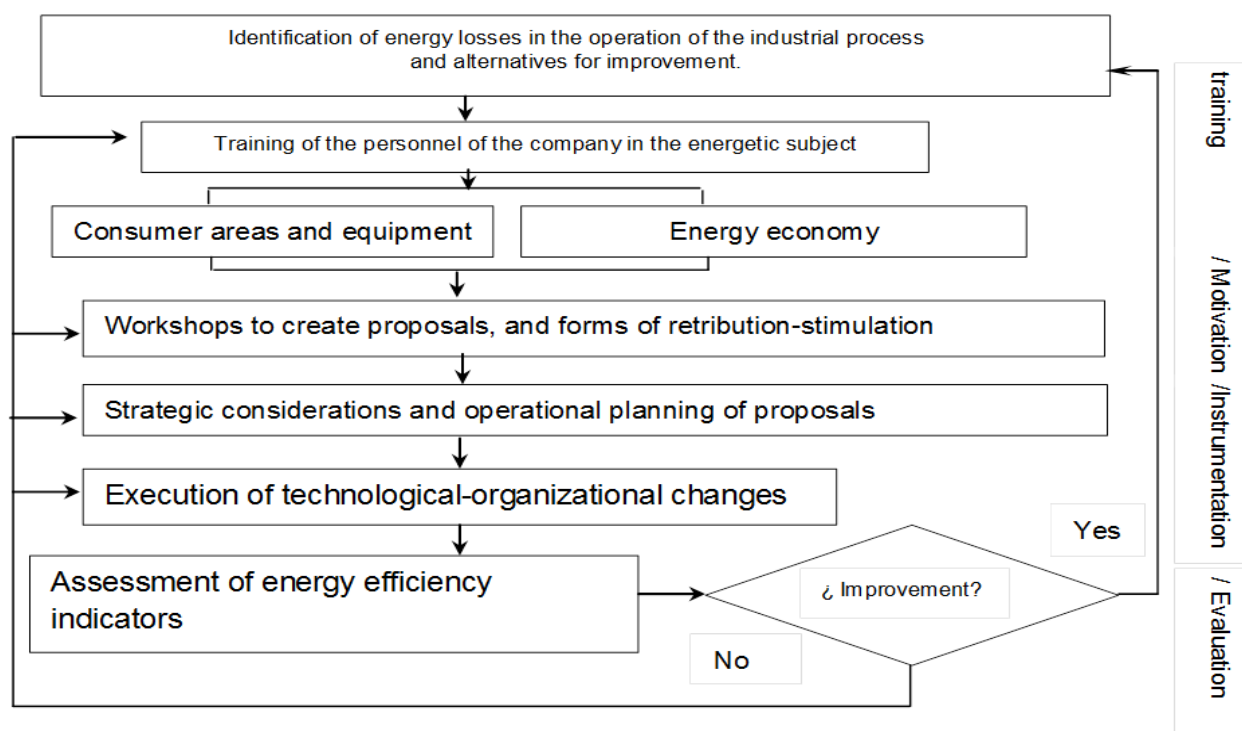 Identification of energy losses in the operation of the industrial process
and alternatives for improvement.
Training of the personnel of the company in the energetic subject
Consumer areas and equipment
Energy economy
Workshops to create proposals, and forms of retribution-stimulation
Strategic considerations and operational planning of proposals
Execution of technological-organizational changes
Assessment of energy efficiency
indicators
¿ Improvement?
Yes
No
training
/ Motivation /Instrumentation
/ Evaluation